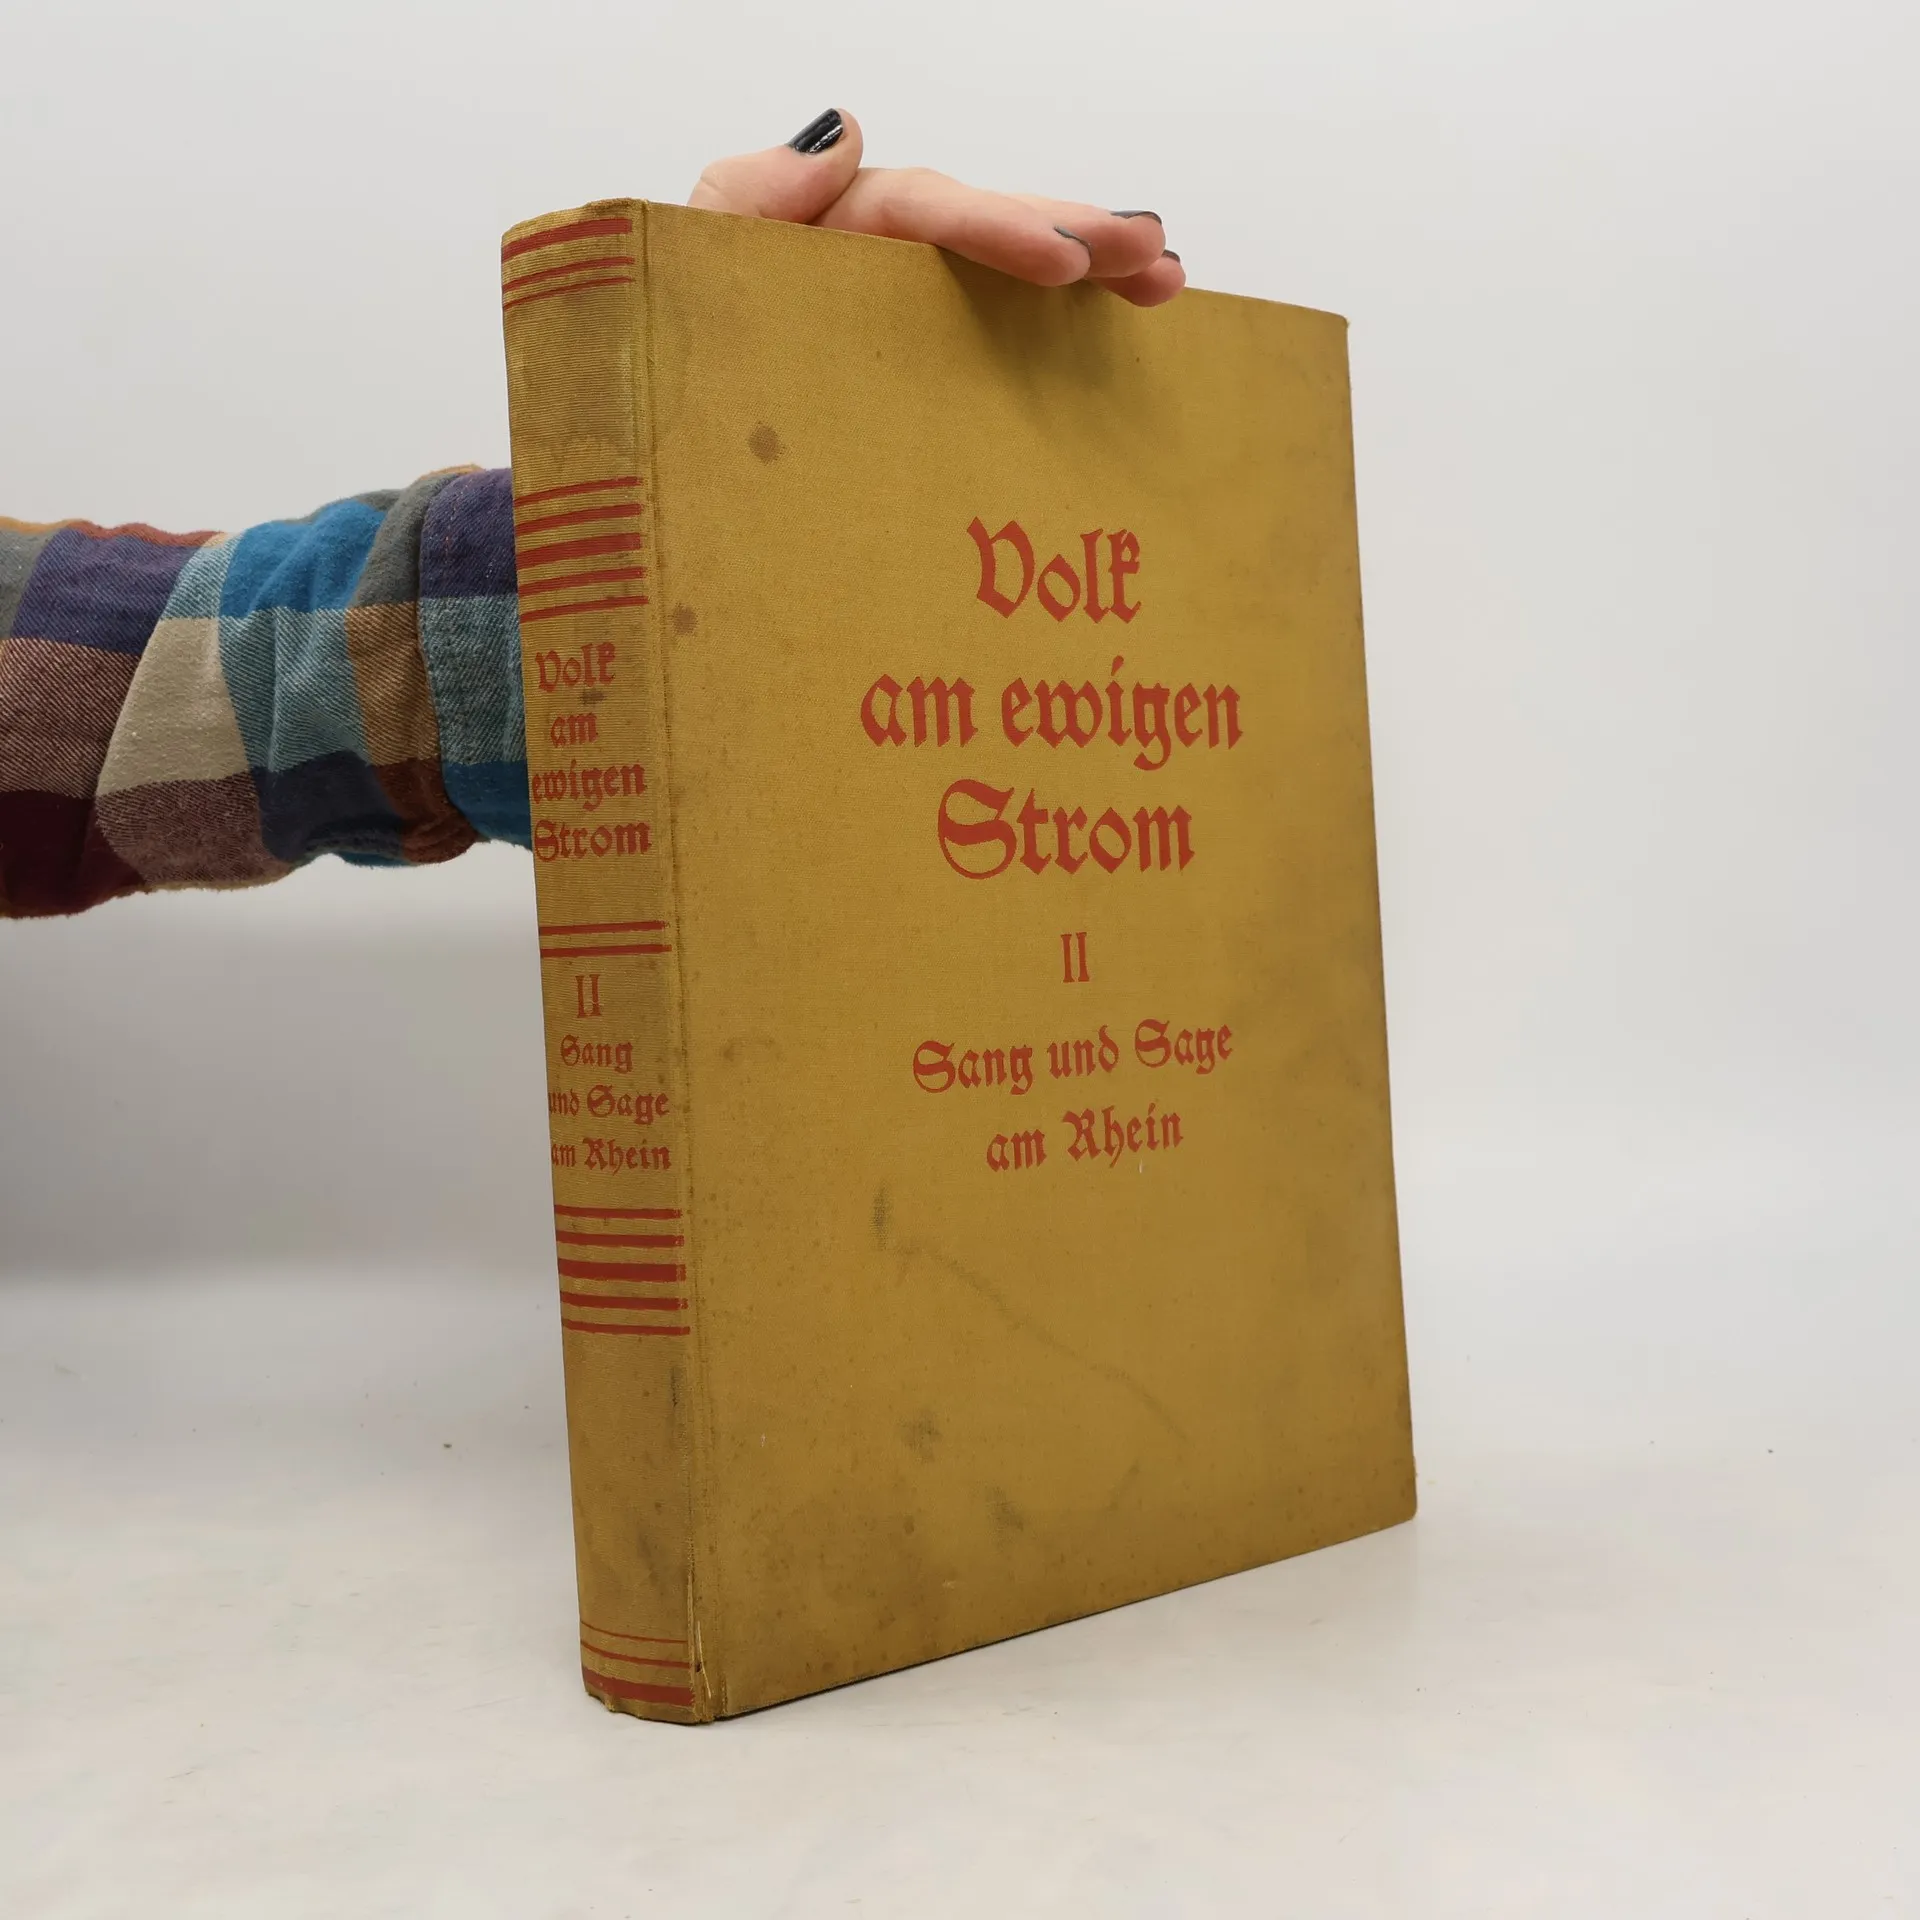 Volk
am
ewigen
Strom
II
Sang
und Sage
am Rhein
Volk
am ewigen
Strom
II
Sang und Sage
am Rhein